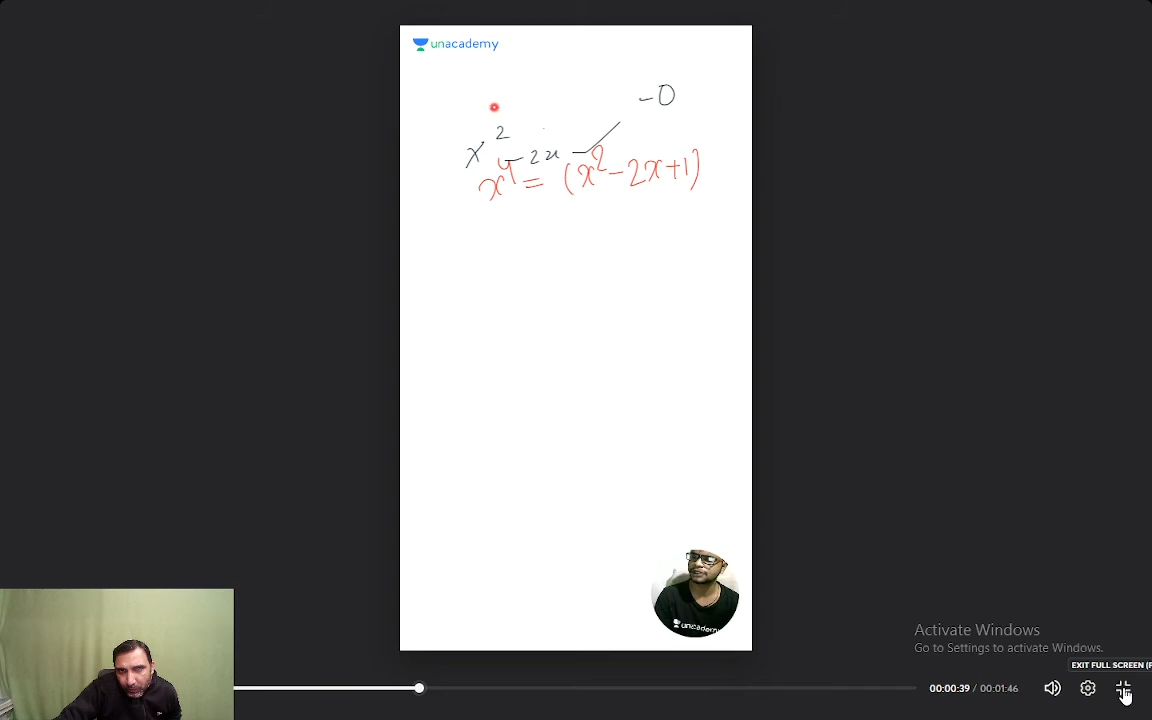 unacademy
- 0
x² - 2x -
x⁴ = (x² - 2x + 1)
unacademy
Activate Windows
Go to Settings to activate Windows.
EXIT FULL SCREEN (F
00:00:39 / 00:01:46